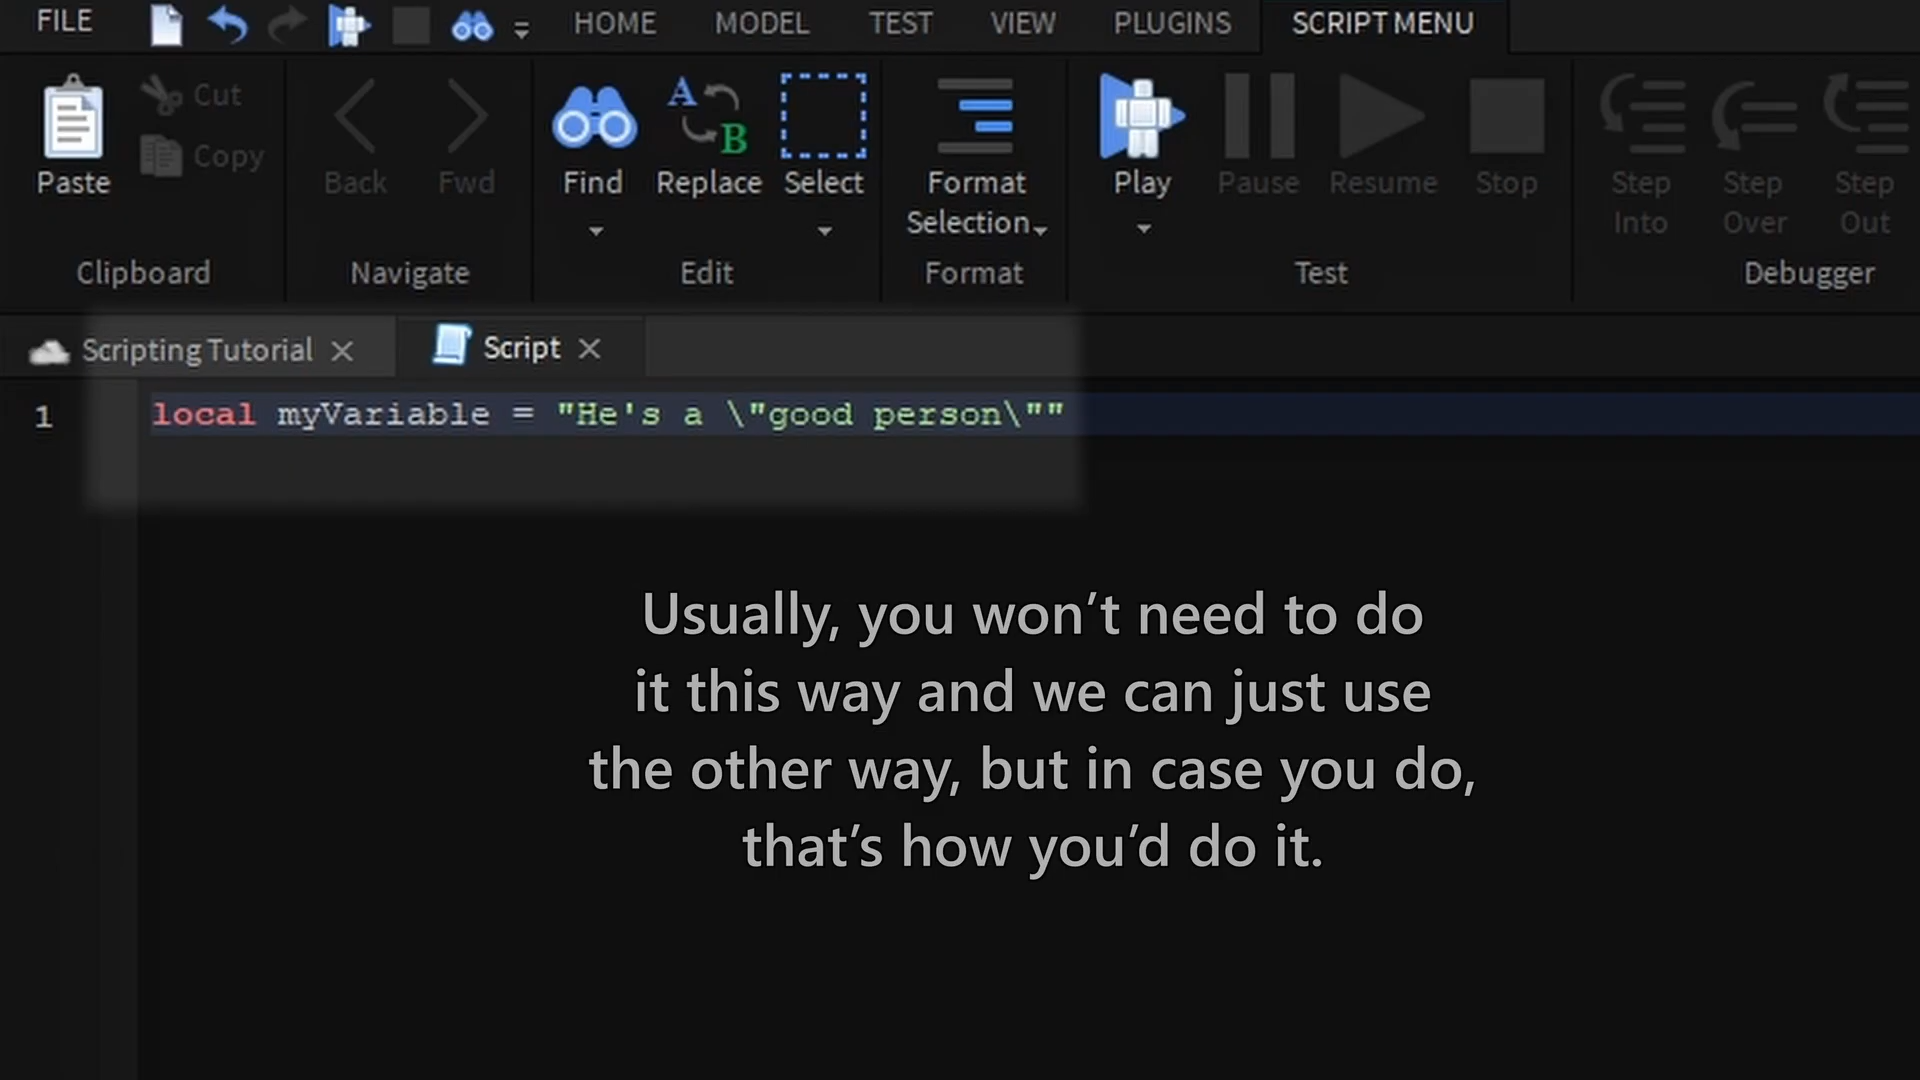 FILE HOME MODEL TEST VIEW PLUGINS SCRIPT MENU
Paste Cut Copy Back Fwd Find A B Replace Select Format Selection Play Pause Resume Stop Step Into Step Over Step Out
Clipboard Navigate Edit Format Test Debugger
Scripting Tutorial Script
1 local myVariable = "He's a \"good person\""
Usually, you won’t need to do
it this way and we can just use
the other way, but in case you do,
that’s how you’d do it.